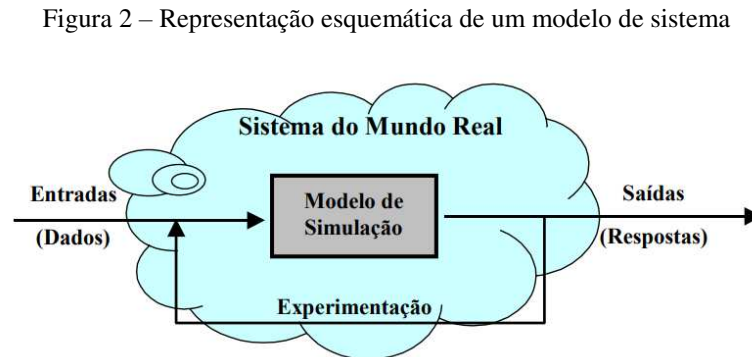 Figura 2 – Representação esquemática de um modelo de sistema
Sistema do Mundo Real
Entradas
(Dados)
Modelo de
Simulação
Saídas
(Respostas)
Experimentação